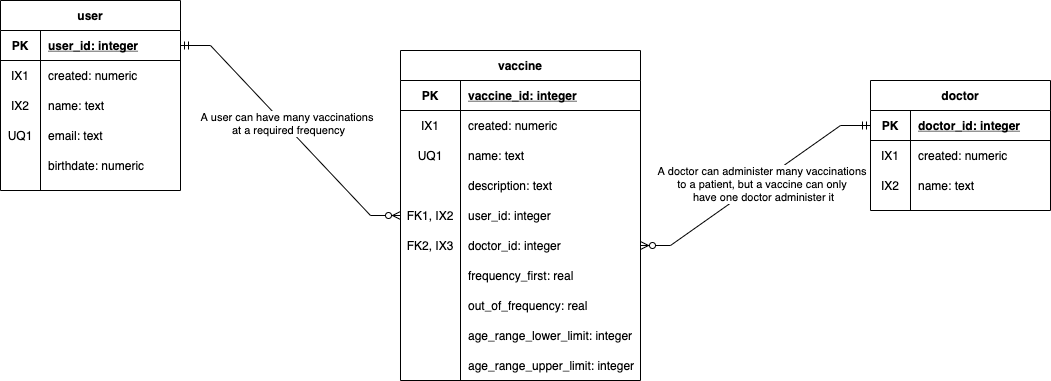 user
PK user_id: integer
IX1 created: numeric
IX2 name: text
UQ1 email: text
birthdate: numeric
A user can have many vaccinations
at a required frequency
vaccine
PK vaccine_id: integer
IX1 created: numeric
UQ1 name: text
description: text
FK1, IX2 user_id: integer
FK2, IX3 doctor_id: integer
frequency_first: real
out_of_frequency: real
age_range_lower_limit: integer
age_range_upper_limit: integer
A doctor can administer many vaccinations
to a patient, but a vaccine can only
have one doctor administer it
doctor
PK doctor_id: integer
IX1 created: numeric
IX2 name: text